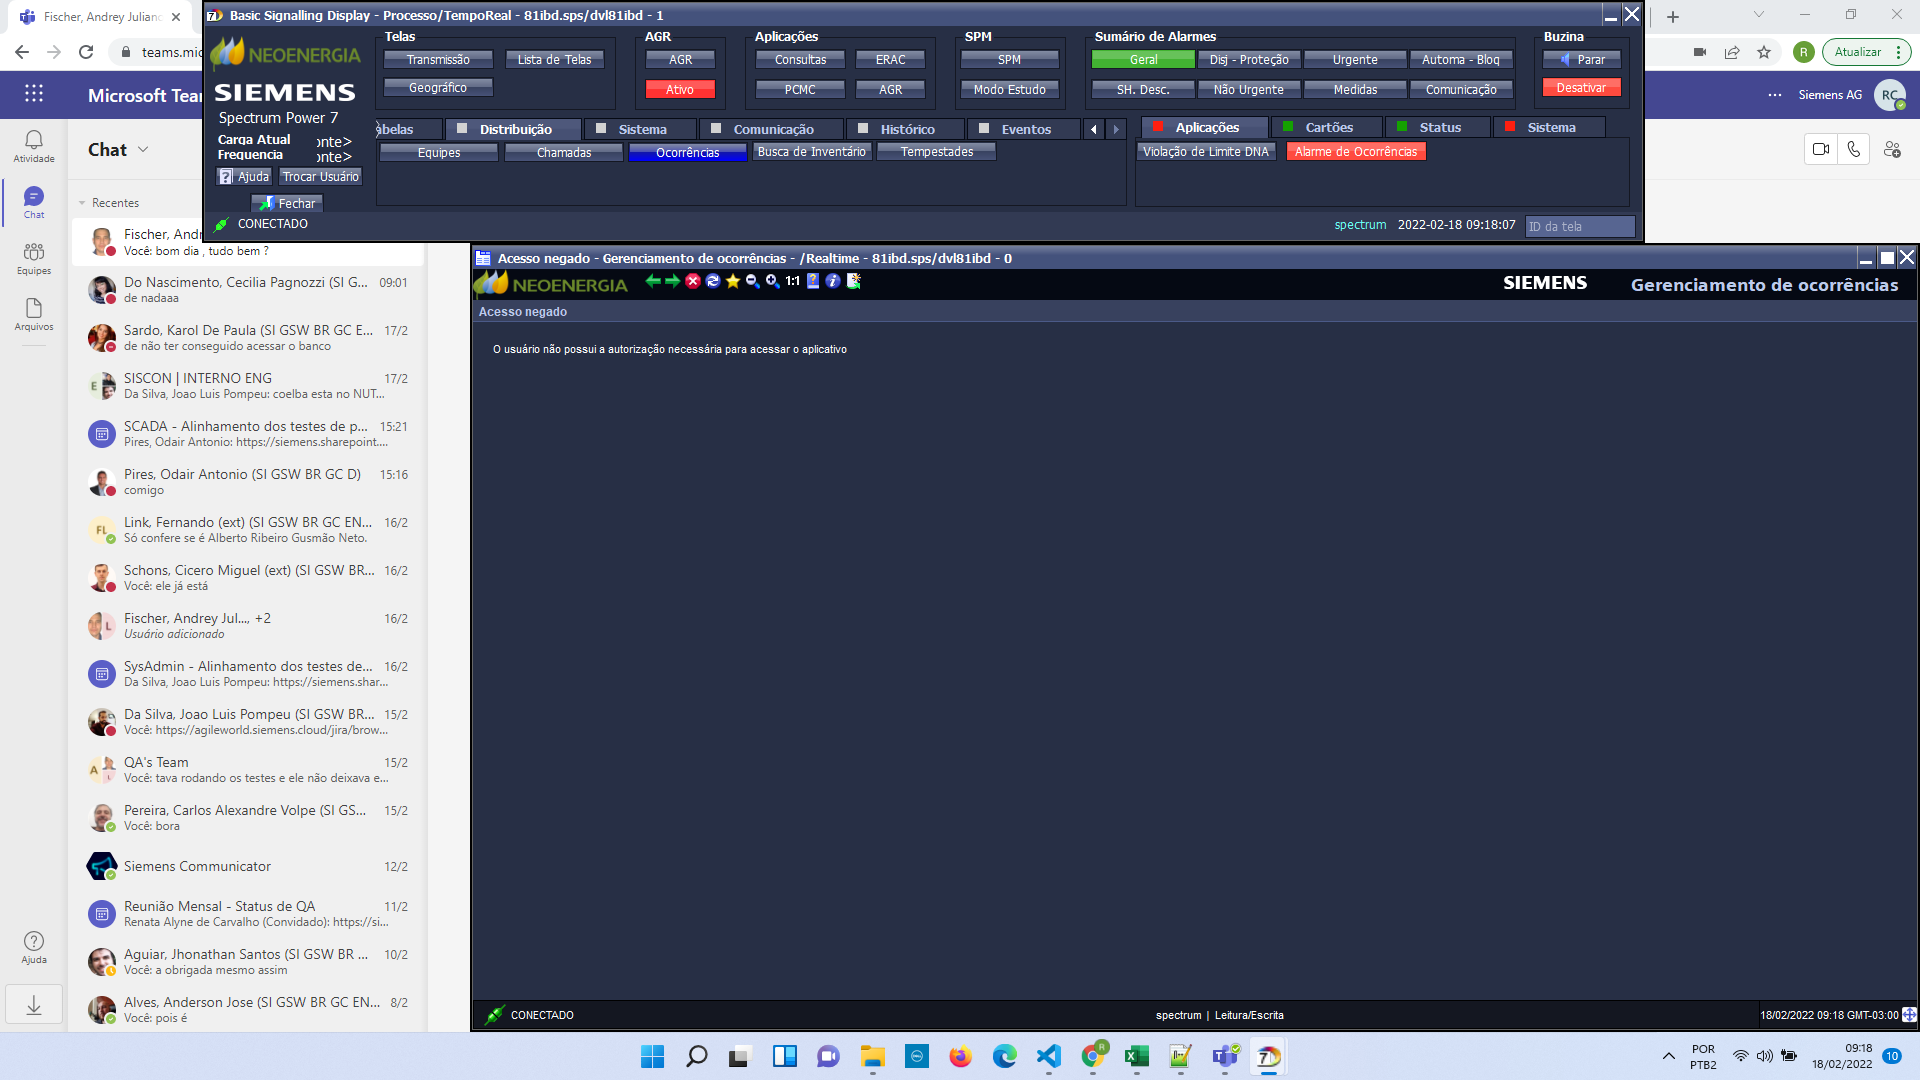 Fischer, Andrey Julianc
teams.mic
Atualizar
Microsoft Tea
Siemens AG
RC
Basic Signalling Display - Processo/TempoReal - 81ibd.sps/dvl81ibd - 1
NEOENERGIA
SIEMENS
Spectrum Power 7
Carga Atual
onte>
Frequencia
onte>
Ajuda
Trocar Usuário
Fechar
CONECTADO
Telas
Transmissão
Lista de Telas
Geográfico
AGR
AGR
Ativo
Aplicações
Consultas
ERAC
PCMC
AGR
SPM
SPM
Modo Estudo
Sumário de Alarmes
Geral
Disj - Proteção
Urgente
Automa - Bloq
SH. Desc.
Não Urgente
Medidas
Comunicação
Buzina
Parar
Desativar
abelas
Distribuição
Sistema
Comunicação
Histórico
Eventos
Equipes
Chamadas
Ocorrências
Busca de Inventário
Tempestades
Aplicações
Cartões
Status
Sistema
Violação de Limite DNA
Alarme de Ocorrências
spectrum
2022-02-18 09:18:07
ID da tela
Atividade
Chat
Equipes
Arquivos
Ajuda
Chat
Recentes
Fischer, Andr
Você: bom dia , tudo bem ?
Do Nascimento, Cecilia Pagnozzi (SI G...
09:01
de nadaaa
Sardo, Karol De Paula (SI GSW BR GC E...
17/2
de não ter conseguido acessar o banco
SISCON | INTERNO ENG
17/2
Da Silva, Joao Luis Pompeu: coelba esta no NUT...
SCADA - Alinhamento dos testes de p...
15:21
Pires, Odair Antonio: https://siemens.sharepoint....
Pires, Odair Antonio (SI GSW BR GC D)
15:16
comigo
FL
Link, Fernando (ext) (SI GSW BR GC EN...
16/2
Só confere se é Alberto Ribeiro Gusmão Neto.
Schons, Cicero Miguel (ext) (SI GSW BR...
16/2
Você: ele já está
Fischer, Andrey Jul..., +2
16/2
Usuário adicionado
SysAdmin - Alinhamento dos testes de...
16/2
Da Silva, Joao Luis Pompeu: https://siemens.shar...
Da Silva, Joao Luis Pompeu (SI GSW BR...
15/2
Você: https://agileworld.siemens.cloud/jira/brow...
QA's Team
15/2
Você: tava rodando os testes e ele não deixava e...
Pereira, Carlos Alexandre Volpe (SI GS...
15/2
Você: bora
Siemens Communicator
12/2
Reunião Mensal - Status de QA
11/2
Renata Alyne de Carvalho (Convidado): https://si...
Aguiar, Jhonathan Santos (SI GSW BR ...
10/2
Você: a obrigada mesmo assim
Alves, Anderson Jose (SI GSW BR GC EN...
8/2
Você: pois é
Acesso negado - Gerenciamento de ocorrências - /Realtime - 81ibd.sps/dvl81ibd - 0
NEOENERGIA
1:1
SIEMENS
Gerenciamento de ocorrências
Acesso negado
O usuário não possui a autorização necessária para acessar o aplicativo
CONECTADO
spectrum | Leitura/Escrita
18/02/2022 09:18 GMT-03:00
POR
PTB2
09:18
18/02/2022
10